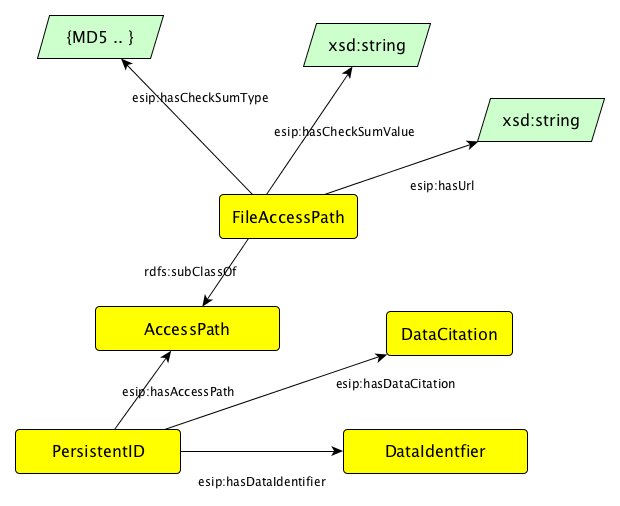 {MD5 .. }
xsd:string
esip:hasCheckSumType
xsd:string
esip:hasCheckSumValue
esip:hasUrl
FileAccessPath
rdfs:subClassOf
AccessPath
DataCitation
esip:hasDataCitation
esip:hasAccessPath
PersistentID
DataIdentfier
esip:hasDataIdentifier